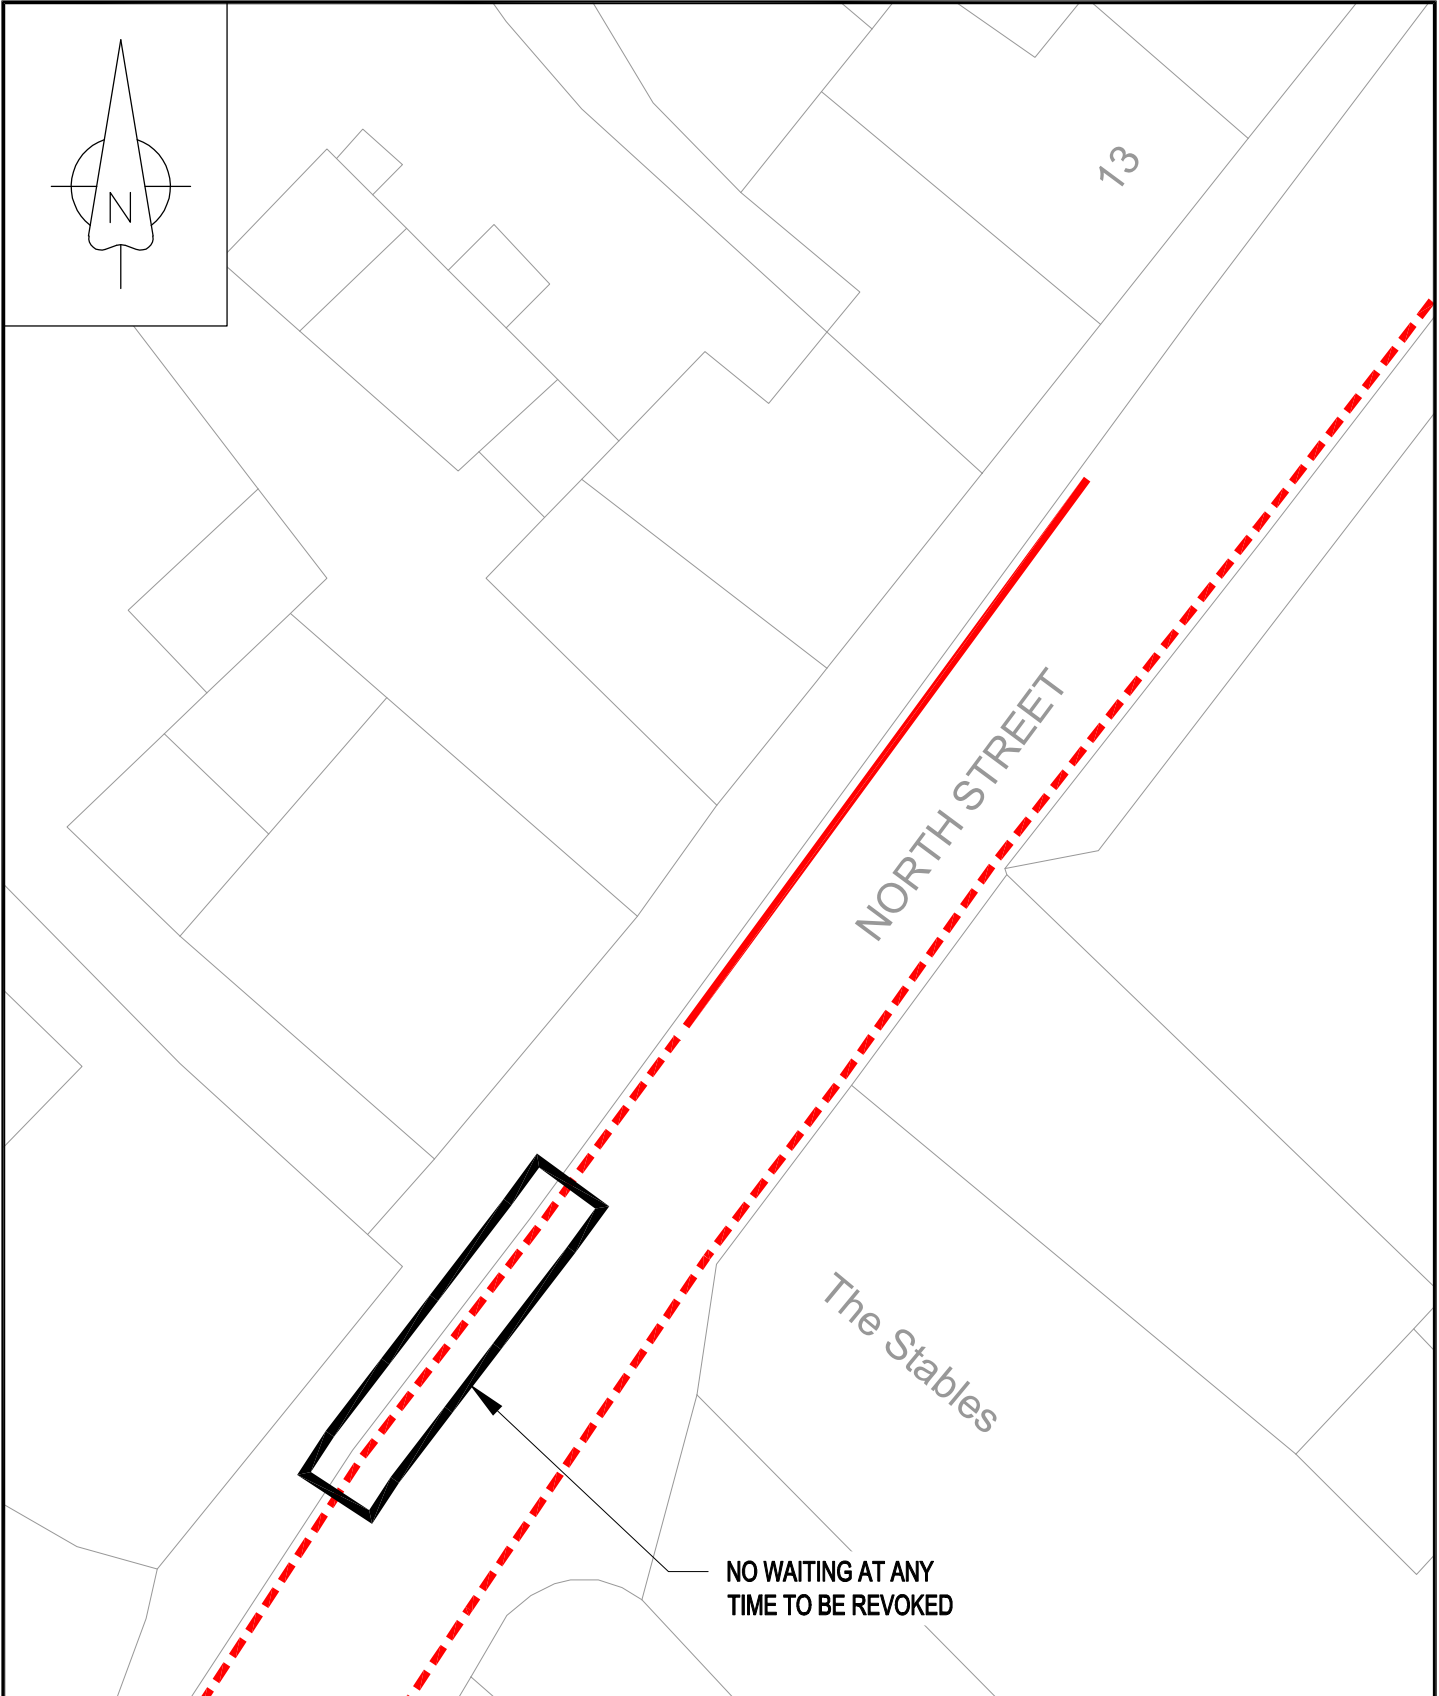 N
13
NORTH STREET
The Stables
NO WAITING AT ANY
TIME TO BE REVOKED